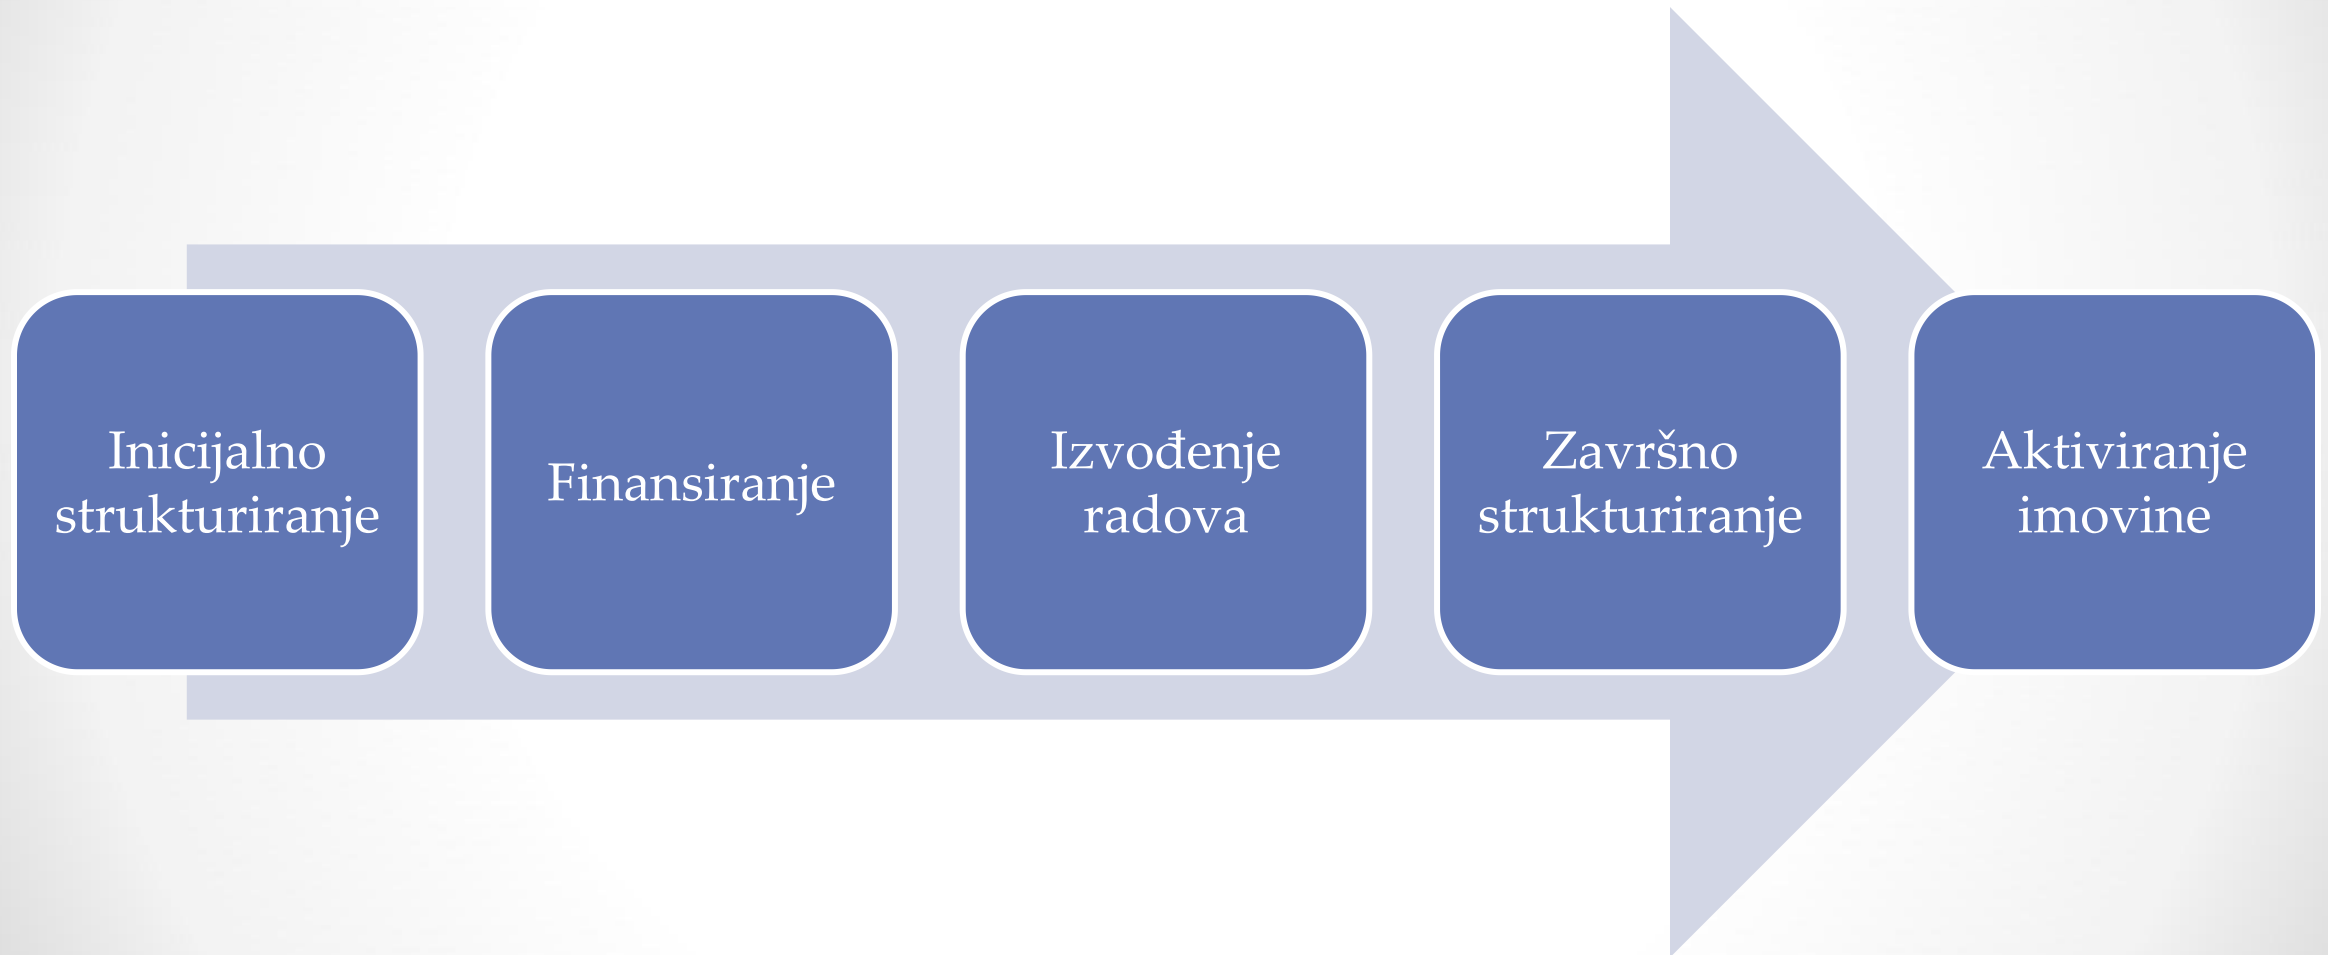 Inicijalno
strukturiranje
Finansiranje
Izvođenje
radova
Završno
strukturiranje
Aktiviranje
imovine